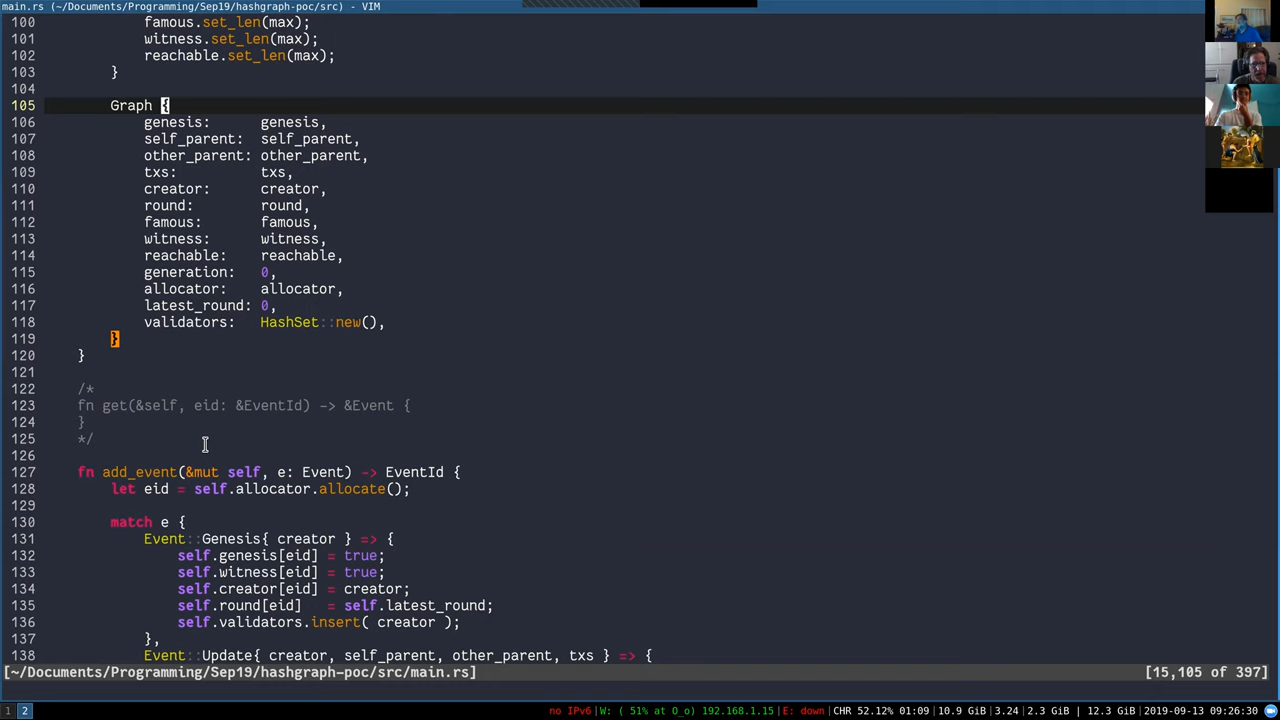 main.rs (~/Documents/Programming/Sep19/hashgraph-poc/src) - VIM
100 famous.set_len(max);
101 witness.set_len(max);
102 reachable.set_len(max);
103 }
104
105 Graph {
106 genesis: genesis,
107 self_parent: self_parent,
108 other_parent: other_parent,
109 txs: txs,
110 creator: creator,
111 round: round,
112 famous: famous,
113 witness: witness,
114 reachable: reachable,
115 generation: 0,
116 allocator: allocator,
117 latest_round: 0,
118 validators: HashSet::new(),
119 }
120 }
121
122 /*
123 fn get(&self, eid: &EventId) -> &Event {
124 }
125 */
126
127 fn add_event(&mut self, e: Event) -> EventId {
128 let eid = self.allocator.allocate();
129
130 match e {
131 Event::Genesis{ creator } => {
132 self.genesis[eid] = true;
133 self.witness[eid] = true;
134 self.creator[eid] = creator;
135 self.round[eid] = self.latest_round;
136 self.validators.insert( creator );
137 },
138 Event::Update{ creator, self_parent, other_parent, txs } => {
[~/Documents/Programming/Sep19/hashgraph-poc/src/main.rs] [15,105 of 397]
1 2 no IPv6|W: ( 51% at O_o) 192.168.1.15|E: down|CHR 52.12% 01:09|10.9 GiB|3.24|2.3 GiB|12.3 GiB|2019-09-13 09:26:30